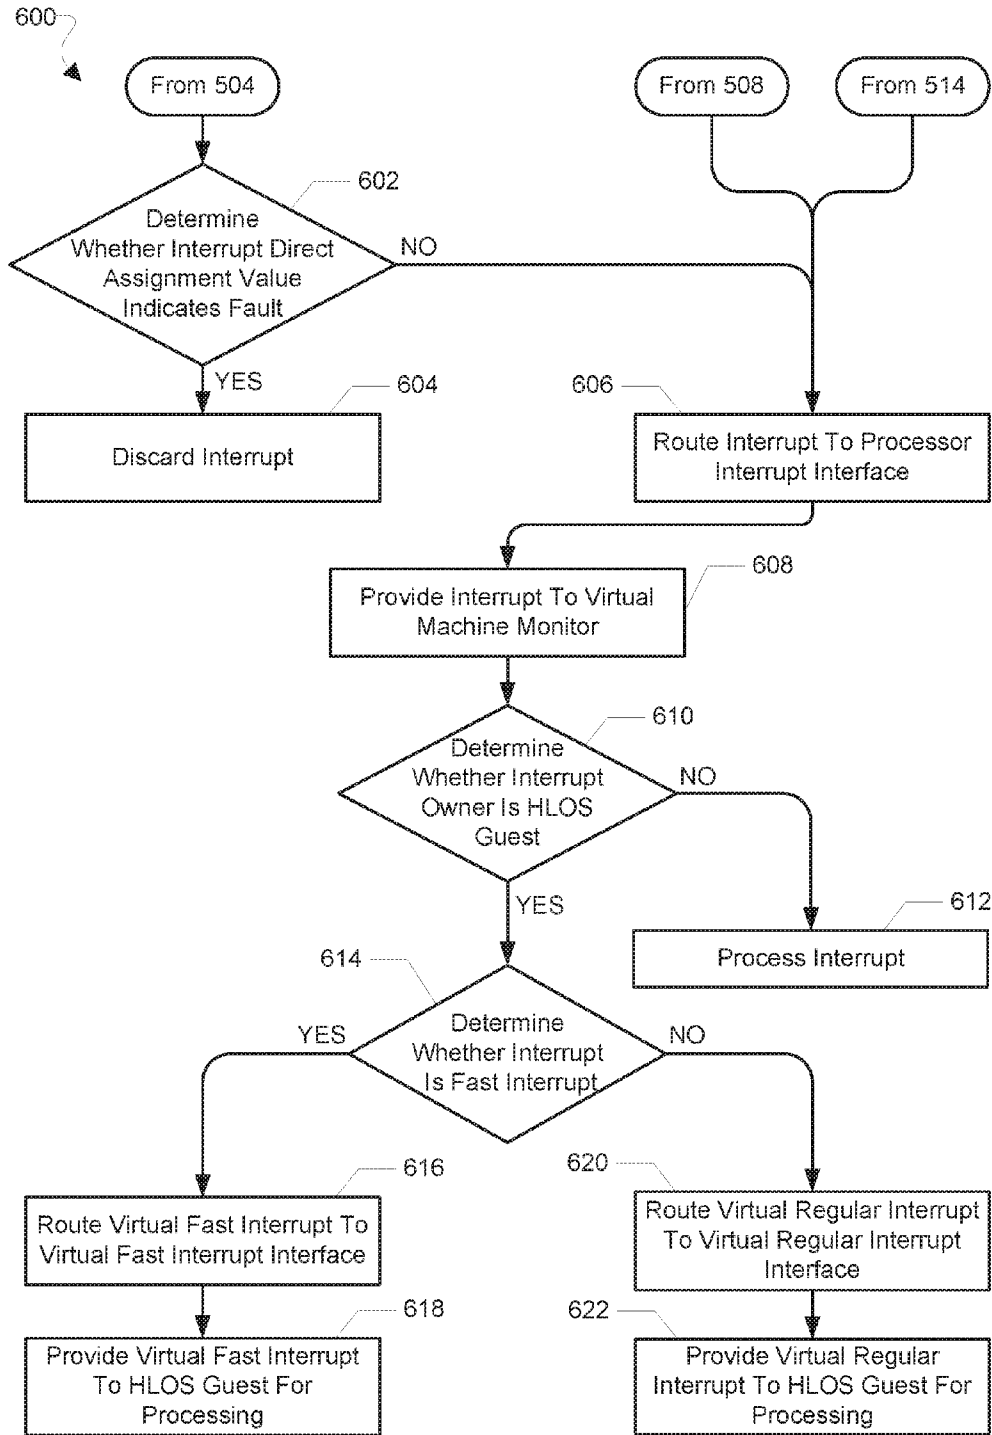 600
From 504
From 508
From 514
602
Determine
Whether Interrupt Direct
Assignment Value
Indicates Fault
NO
YES
604
Discard Interrupt
606
Route Interrupt To Processor
Interrupt Interface
608
Provide Interrupt To Virtual
Machine Monitor
610
Determine
Whether Interrupt
Owner Is HLOS
Guest
NO
YES
612
Process Interrupt
614
Determine
Whether Interrupt
Is Fast Interrupt
YES
NO
616
Route Virtual Fast Interrupt To
Virtual Fast Interrupt Interface
620
Route Virtual Regular Interrupt
To Virtual Regular Interrupt
Interface
618
Provide Virtual Fast Interrupt
To HLOS Guest For
Processing
622
Provide Virtual Regular
Interrupt To HLOS Guest For
Processing